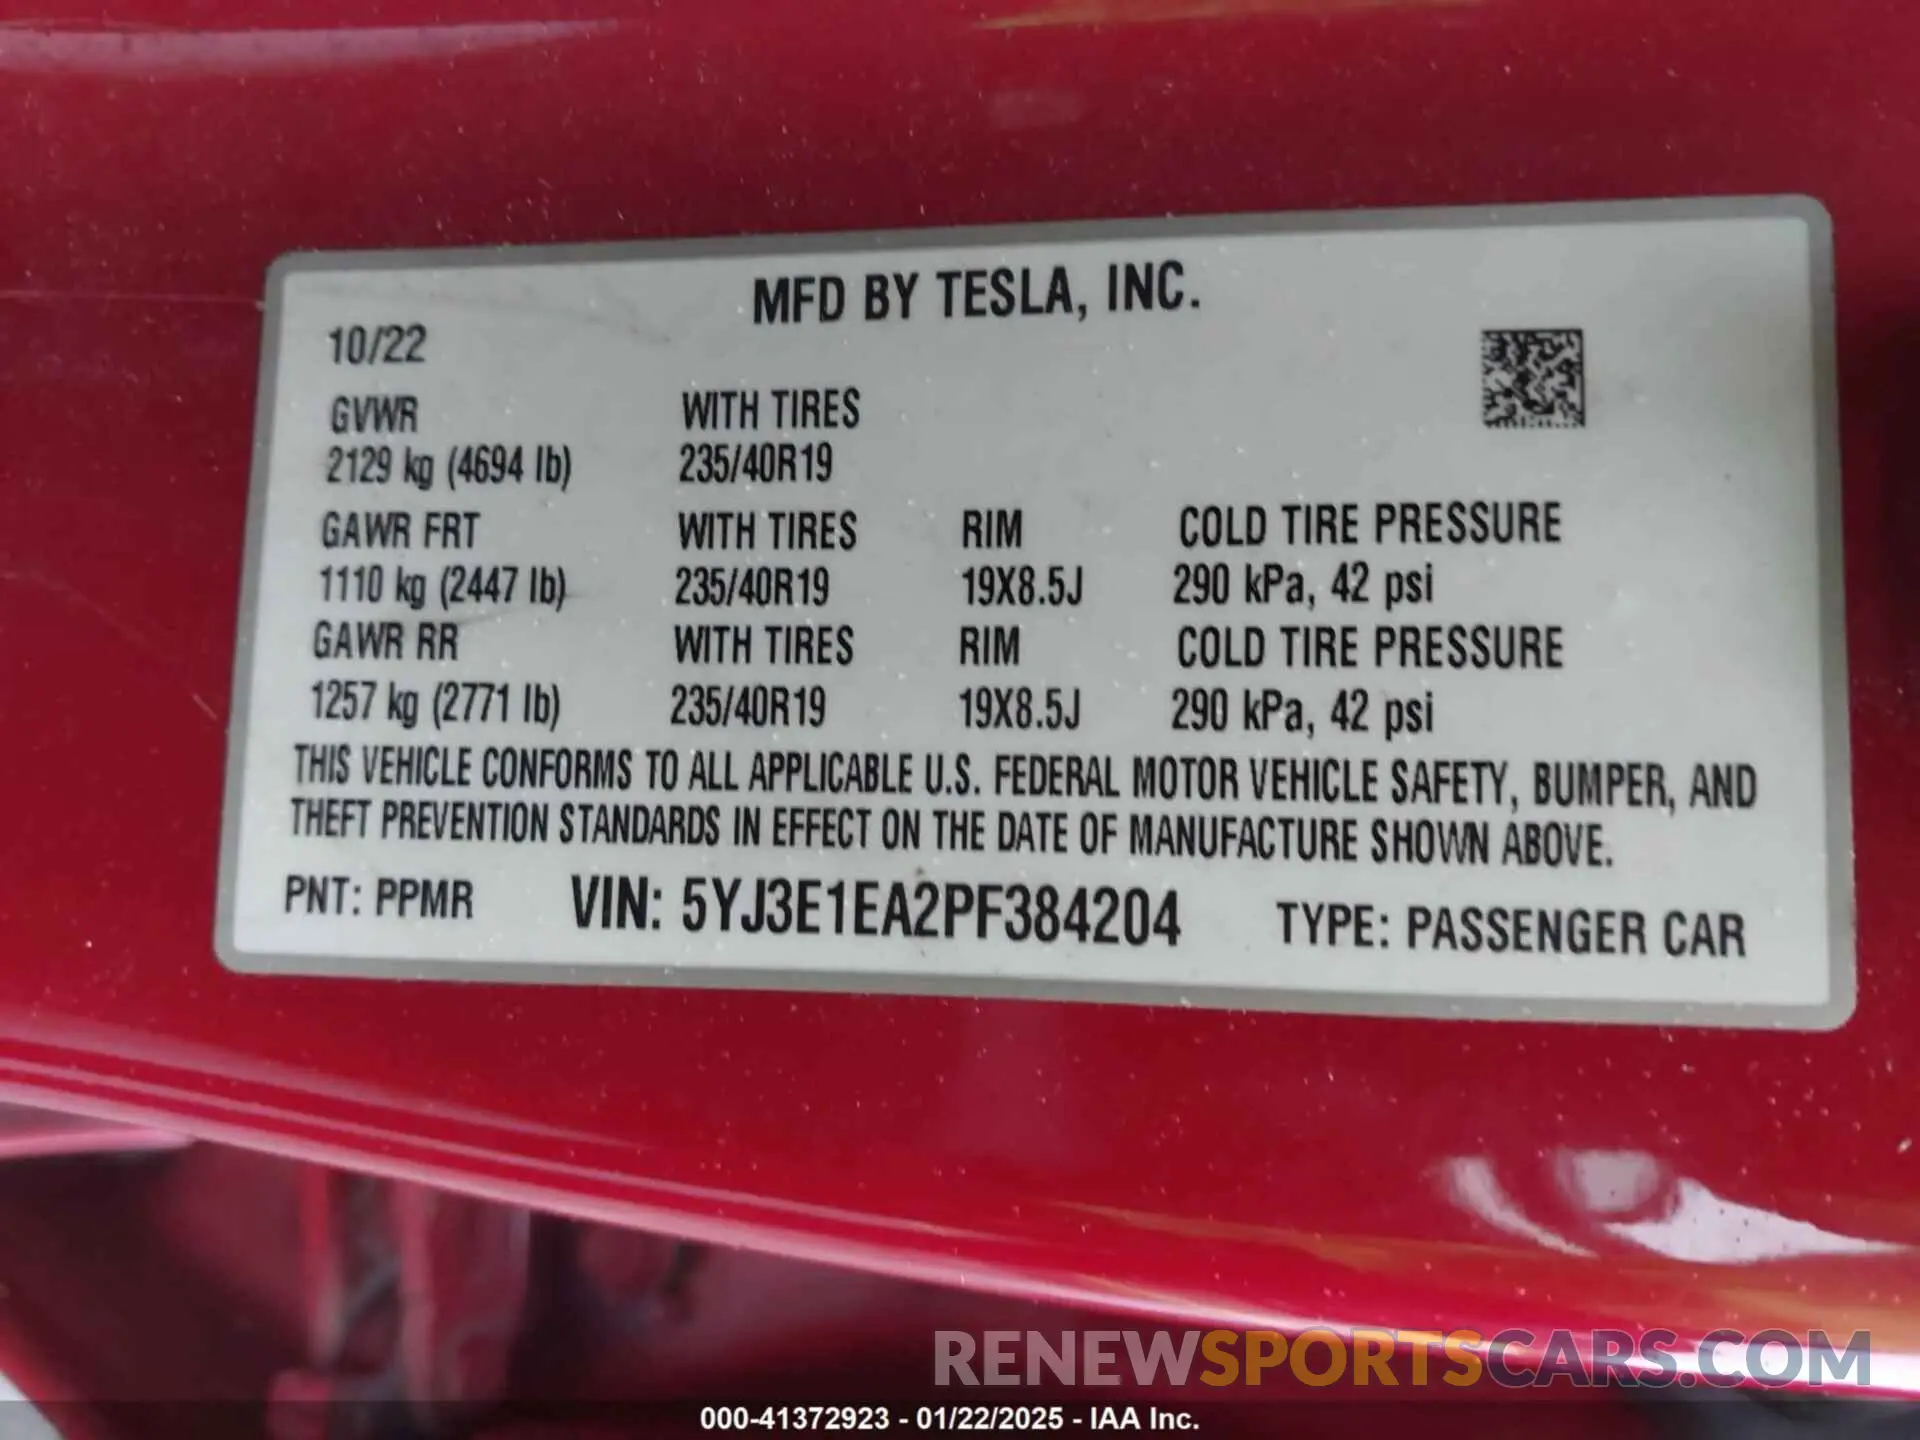 MFD BY TESLA, INC.
10/22
GVWR WITH TIRES
2129 kg (4694 lb) 235/40R19
GAWR FRT WITH TIRES RIM COLD TIRE PRESSURE
1110 kg (2447 lb) 235/40R19 19X8.5J 290 kPa, 42 psi
GAWR RR WITH TIRES RIM COLD TIRE PRESSURE
1257 kg (2771 lb) 235/40R19 19X8.5J 290 kPa, 42 psi
THIS VEHICLE CONFORMS TO ALL APPLICABLE U.S. FEDERAL MOTOR VEHICLE SAFETY, BUMPER, AND
THEFT PREVENTION STANDARDS IN EFFECT ON THE DATE OF MANUFACTURE SHOWN ABOVE.
PNT: PPMR VIN: 5YJ3E1EA2PF384204 TYPE: PASSENGER CAR
RENEWSPORTSCARS.COM
000-41372923 - 01/22/2025 - IAA Inc.